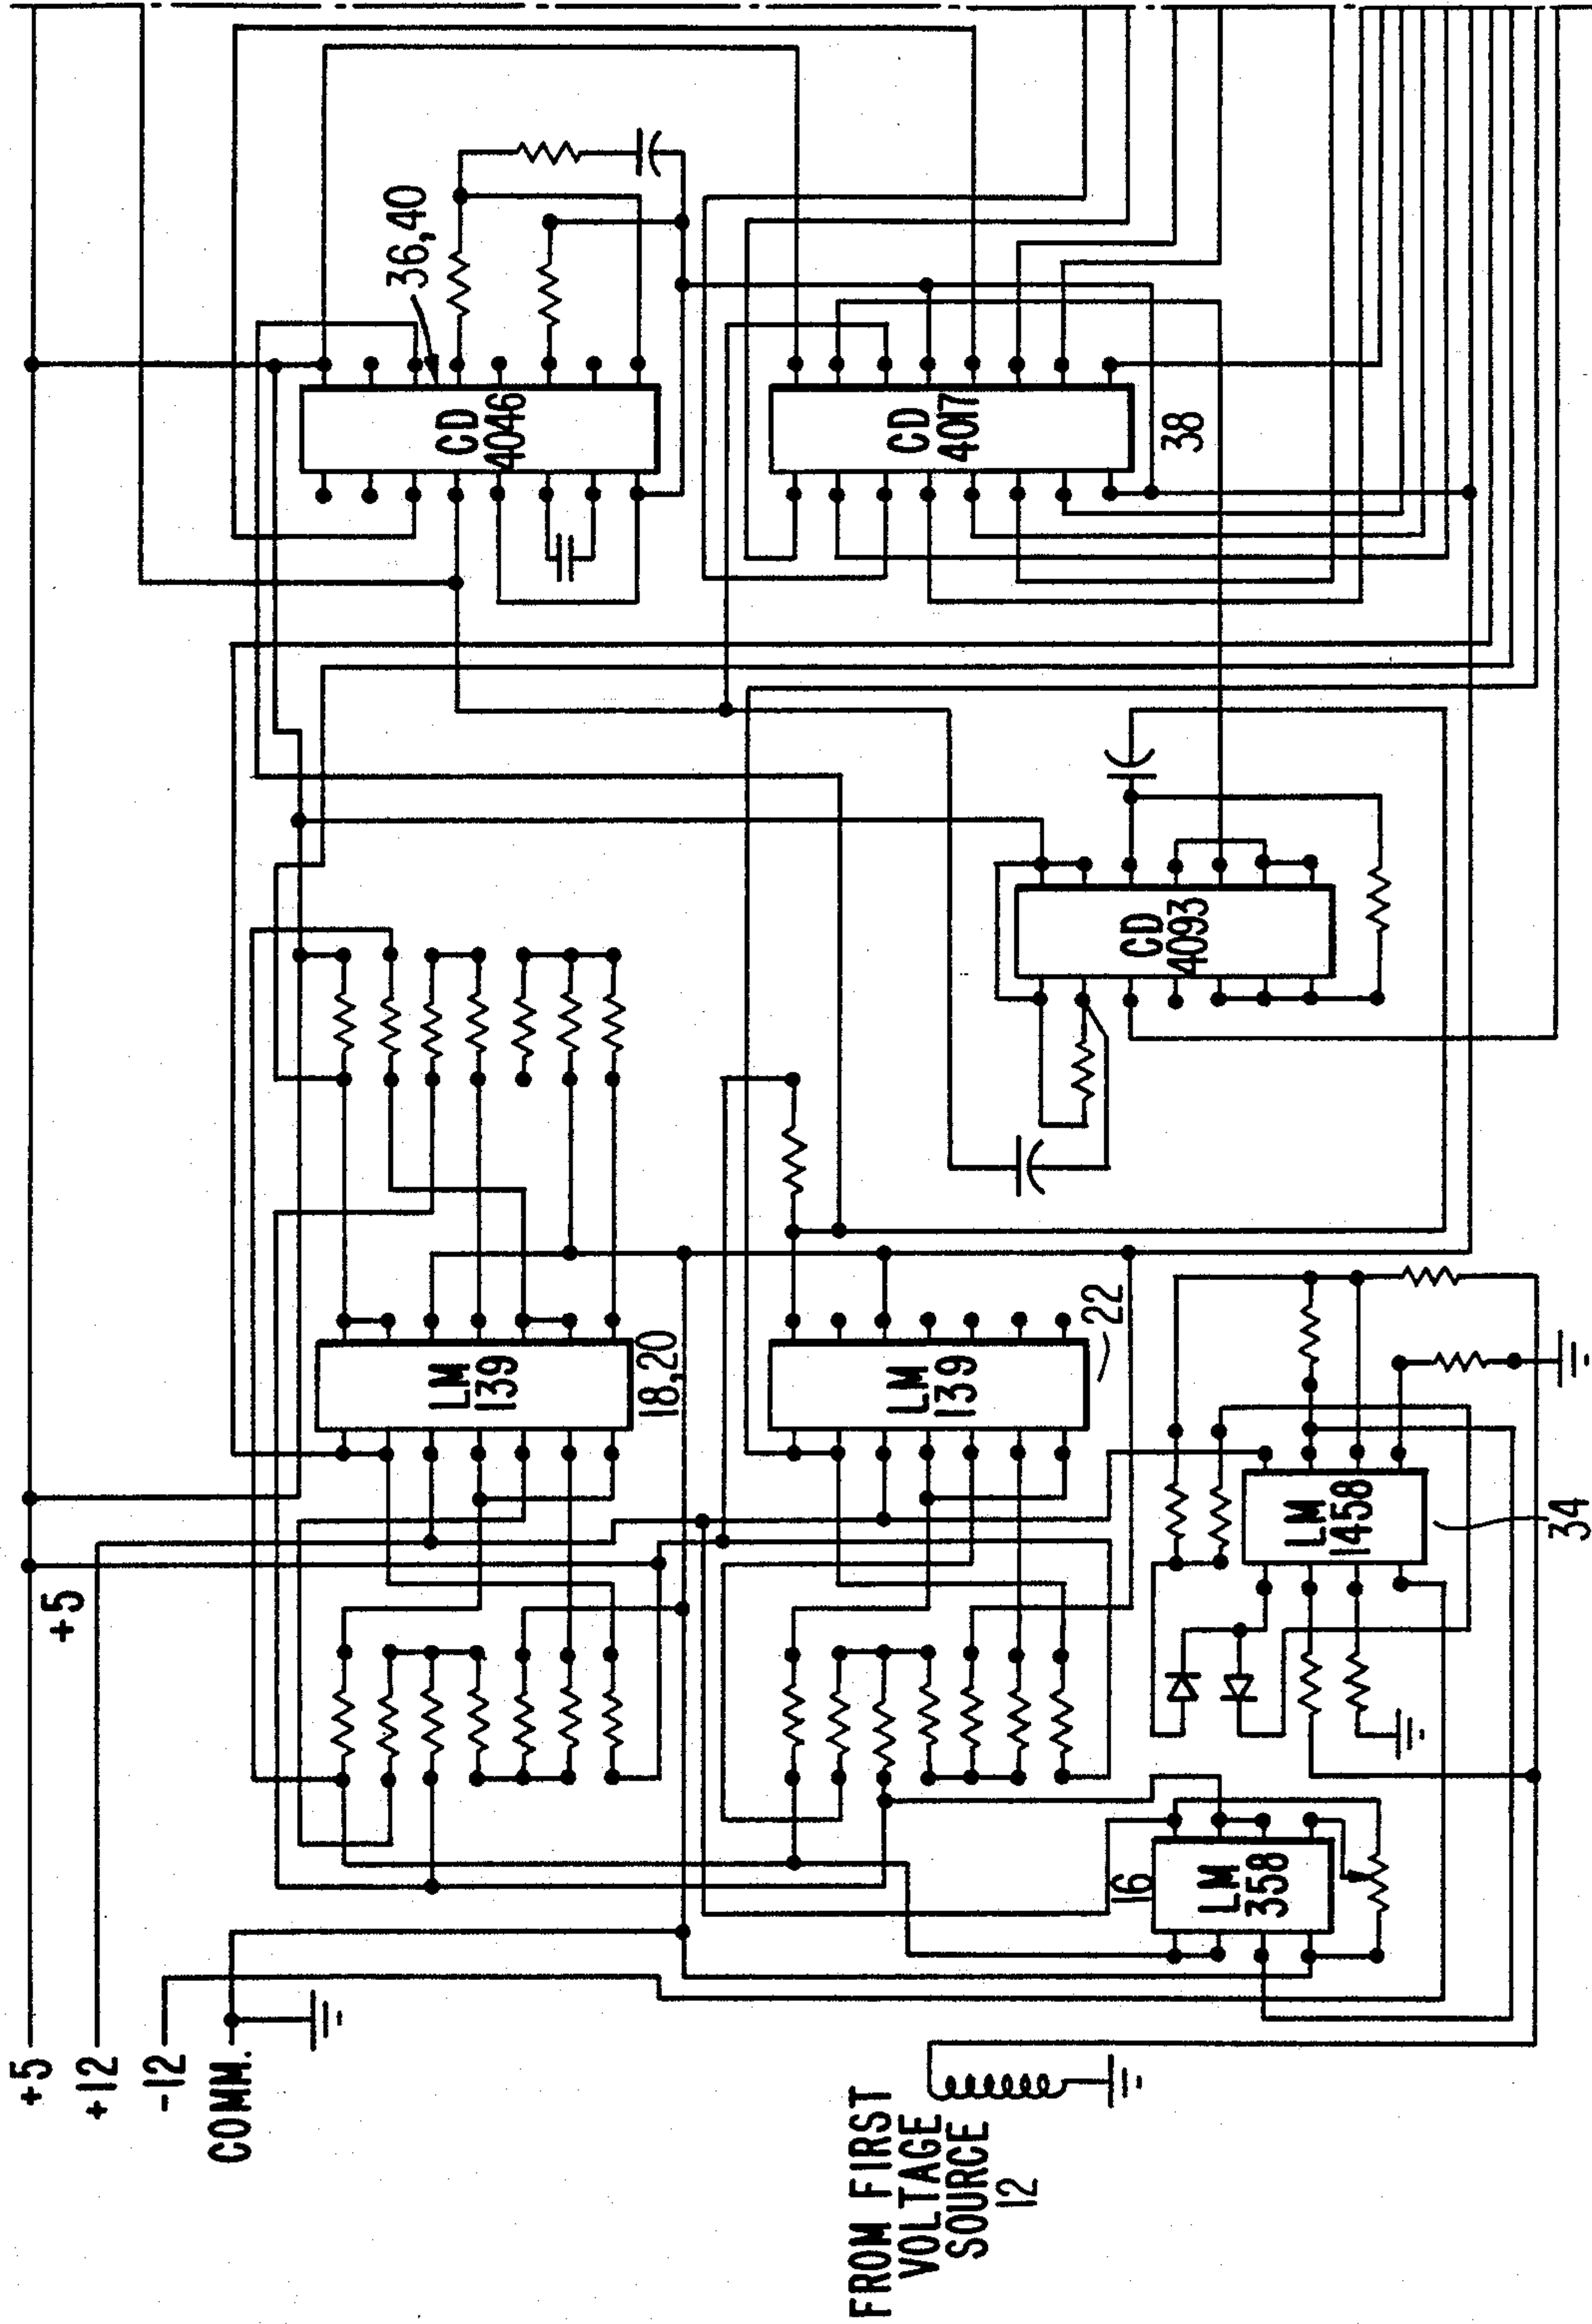 +5
+12
-12
COMM.
+5
FROM FIRST
VOLTAGE
SOURCE
12
LM
139
18,20
LM
139
22
16
LM
358
LM
1458
34
CD
4093
CD
4046
36,40
CD
4017
38